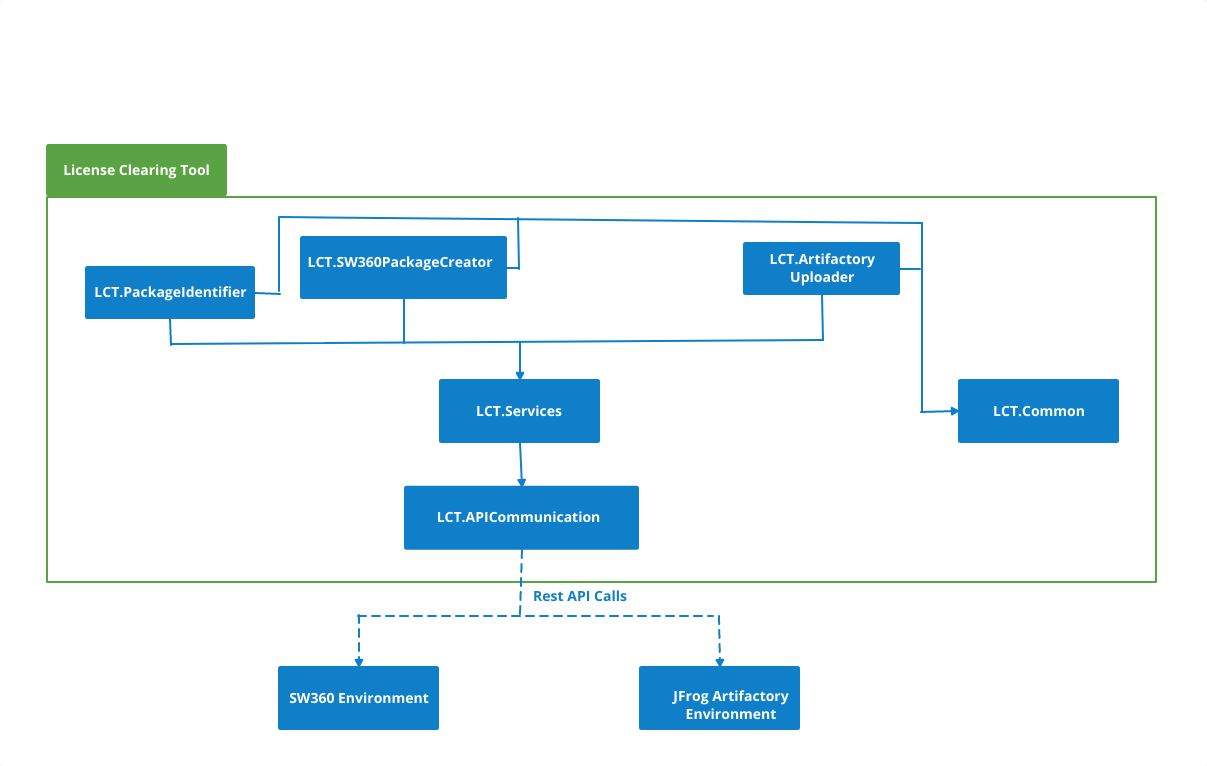 License Clearing Tool
LCT.SW360PackageCreator
LCT.Artifactory
Uploader
LCT.PackageIdentifier
LCT.Services
LCT.Common
LCT.APICommunication
Rest API Calls
SW360 Environment
JFrog Artifactory
Environment